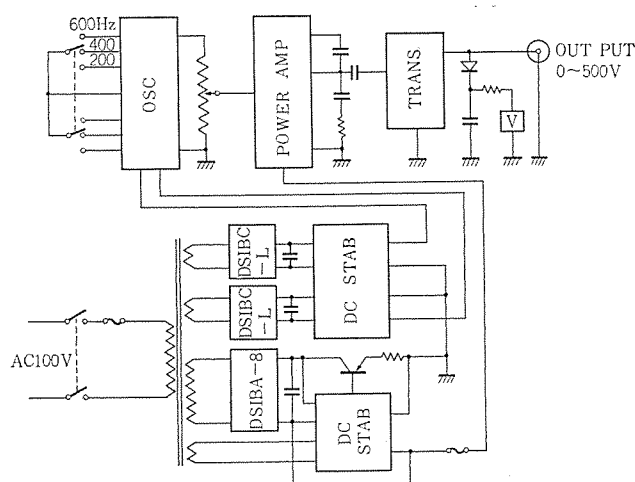 600Hz
400
200
OSC
POWER AMP
TRANS.
OUT PUT
0～500V
V
DSIBC
-L
DC STAB
DSIBC
-L
AC100V
DSIBA-8
DC
STAB